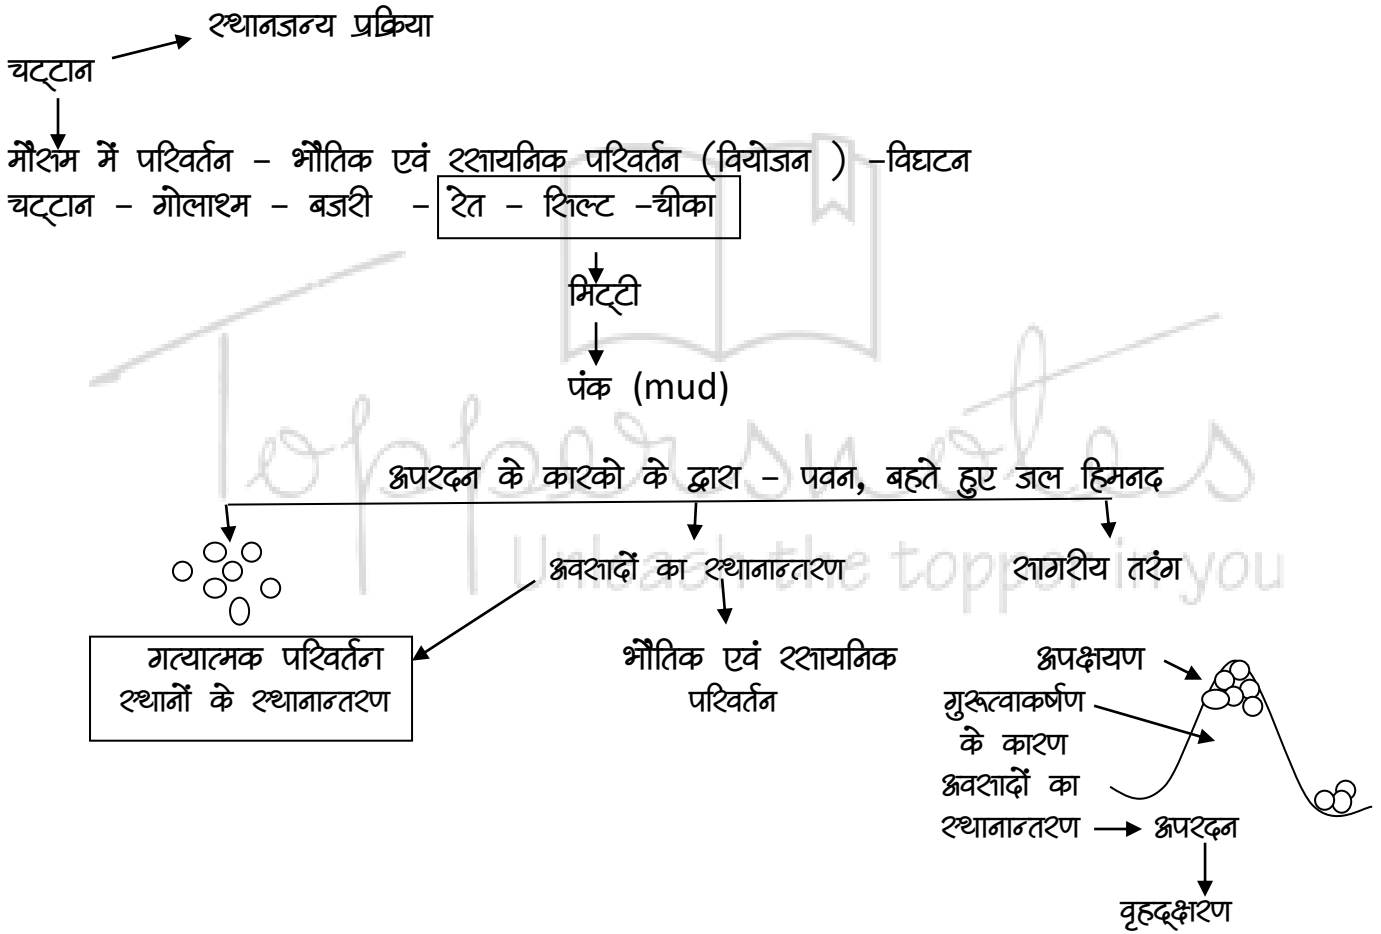 स्थानजन्य प्रक्रिया
चट्टान
मौसम में परिवर्तन – भौतिक एवं रसायनिक परिवर्तन (वियोजन ) –विघटन
चट्टान – गोलाश्म – बजरी – रेत – सिल्ट –चीका
मिट्टी
पंक (mud)
अपरदन के कारको के द्वारा – पवन, बहते हुए जल हिमनद
अवसादों का स्थानान्तरण
सागरीय तरंग
गत्यात्मक परिवर्तन
स्थानों के स्थानान्तरण
भौतिक एवं रसायनिक
परिवर्तन
अपक्षयण
गुरूत्वाकर्षण
के कारण
अवसादों का
स्थानान्तरण
अपरदन
वृहद्क्षरण
Toppersnotes
Unleash the topper in you